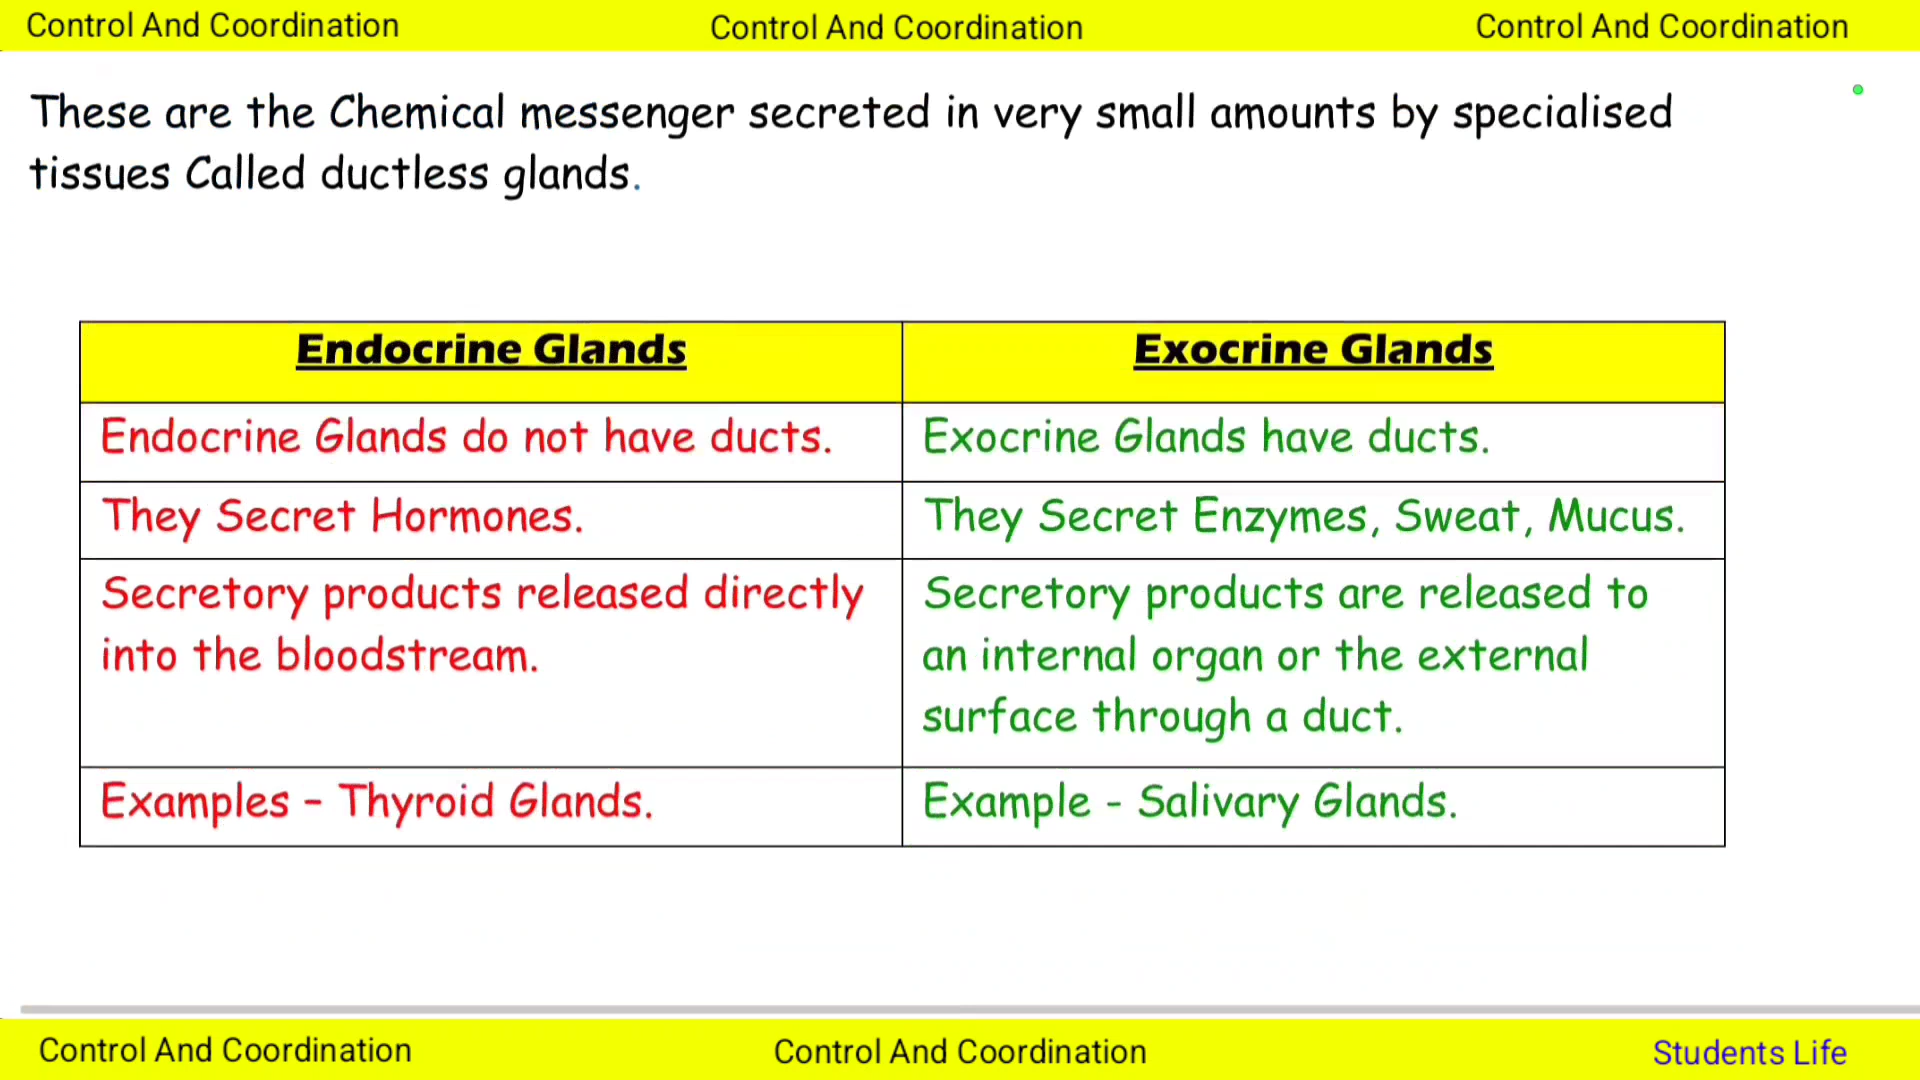 Control And Coordination Control And Coordination Control And Coordination
These are the Chemical messenger secreted in very small amounts by specialised
tissues Called ductless glands.
Endocrine Glands
Exocrine Glands
Endocrine Glands do not have ducts.
Exocrine Glands have ducts.
They Secret Hormones.
They Secret Enzymes, Sweat, Mucus.
Secretory products released directly
into the bloodstream.
Secretory products are released to
an internal organ or the external
surface through a duct.
Examples – Thyroid Glands.
Example - Salivary Glands.
Control And Coordination Control And Coordination Students Life